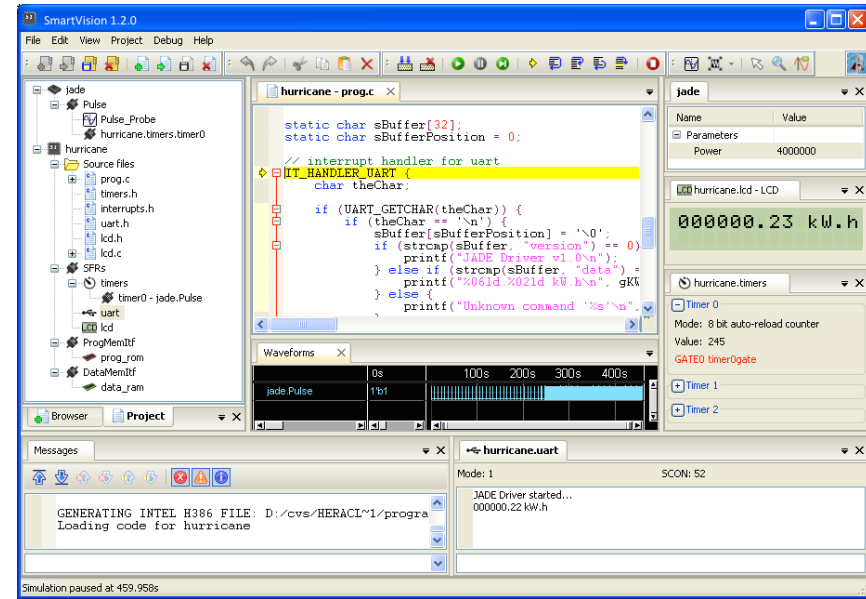 SmartVision 1.2.0
File Edit View Project Debug Help
jade
Pulse
Pulse_Probe
hurricane.timers.timer0
hurricane
Source files
prog.c
timers.h
interrupts.h
uart.h
lcd.h
lcd.c
SFRs
timers
timer0 - jade.Pulse
uart
LCD lcd
ProgMemItf
prog_rom
DataMemItf
data_ram
Browser Project
hurricane - prog.c
static char sBuffer[32];
static char sBufferPosition = 0;
// interrupt handler for uart
IT_HANDLER_UART {
char theChar;
if (UART_GETCHAR(theChar)) {
if (theChar == '\n') {
sBuffer[sBufferPosition] = '\0';
if (strcmp(sBuffer, "version") == 0)
printf("JADE Driver v1.0\n");
} else if (strcmp(sBuffer, "data") =
printf("%06ld.%02ld kW.h\n", gKW
} else {
printf("Unknown command '%s'\n",
Waveforms
0s 100s 200s 300s 400s
jade.Pulse 1'b1
jade
Name Value
Parameters
Power 4000000
LCD hurricane.lcd - LCD
000000.23 kW.h
hurricane.timers
Timer 0
Mode: 8 bit auto-reload counter
Value: 245
GATE0 timer0gate
Timer 1
Timer 2
Messages
GENERATING INTEL H386 FILE: D:/cvs/HERACL~1/progra
Loading code for hurricane
hurricane.uart
Mode: 1 SCON: 52
JADE Driver started...
000000.22 kW.h
Simulation paused at 459.958s